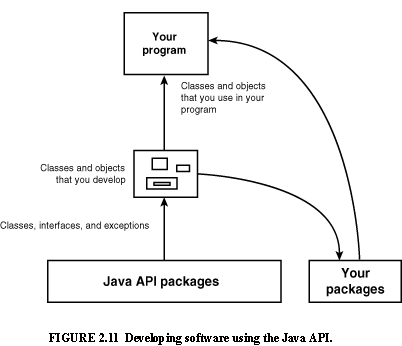 Your
program
Classes and objects
that you use in your
program
Classes and objects
that you develop
Classes, interfaces, and exceptions
Java API packages
Your
packages
FIGURE 2.11 Developing software using the Java API.